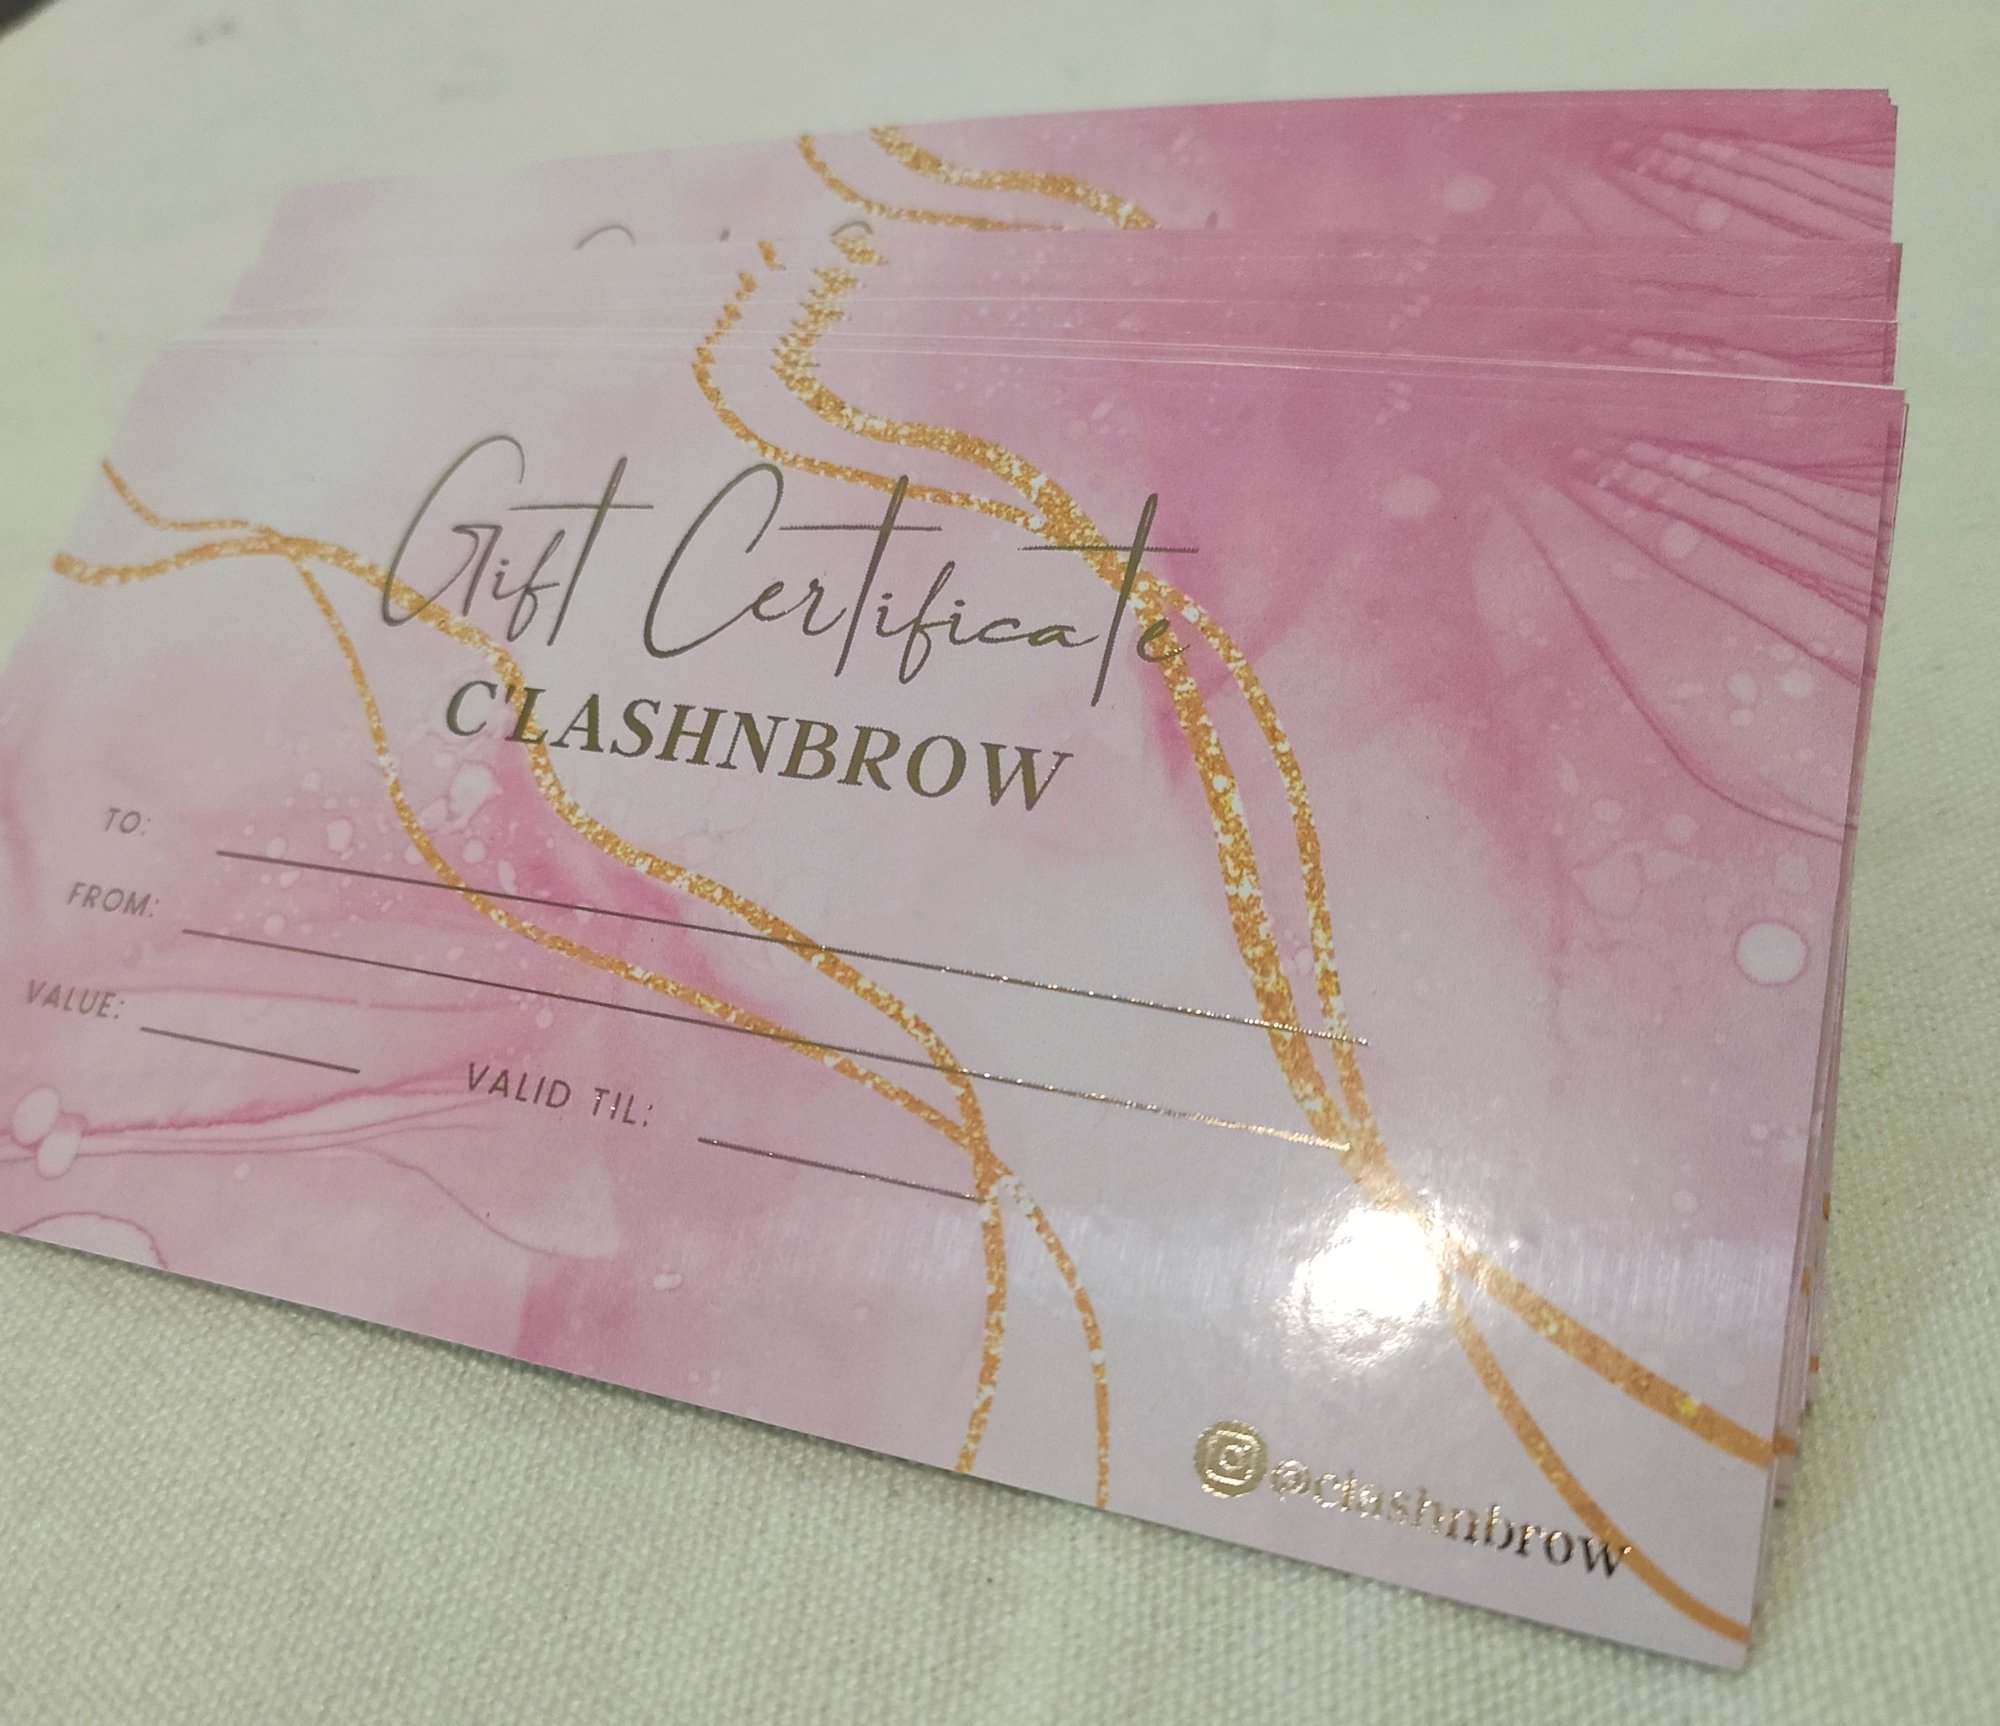 Gift Certificate
C'LASHNBROW
TO:
FROM:
VALUE:
VALID TIL:
@clashnbrow